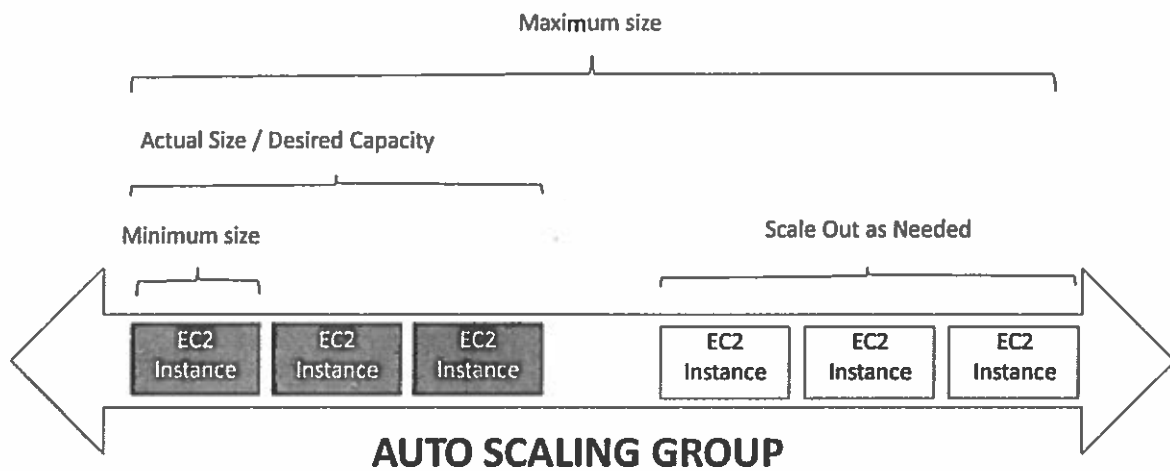 Maximum size
Actual Size / Desired Capacity
Minimum size
Scale Out as Needed
EC2
Instance
EC2
Instance
EC2
Instance
EC2
Instance
EC2
Instance
EC2
Instance
AUTO SCALING GROUP